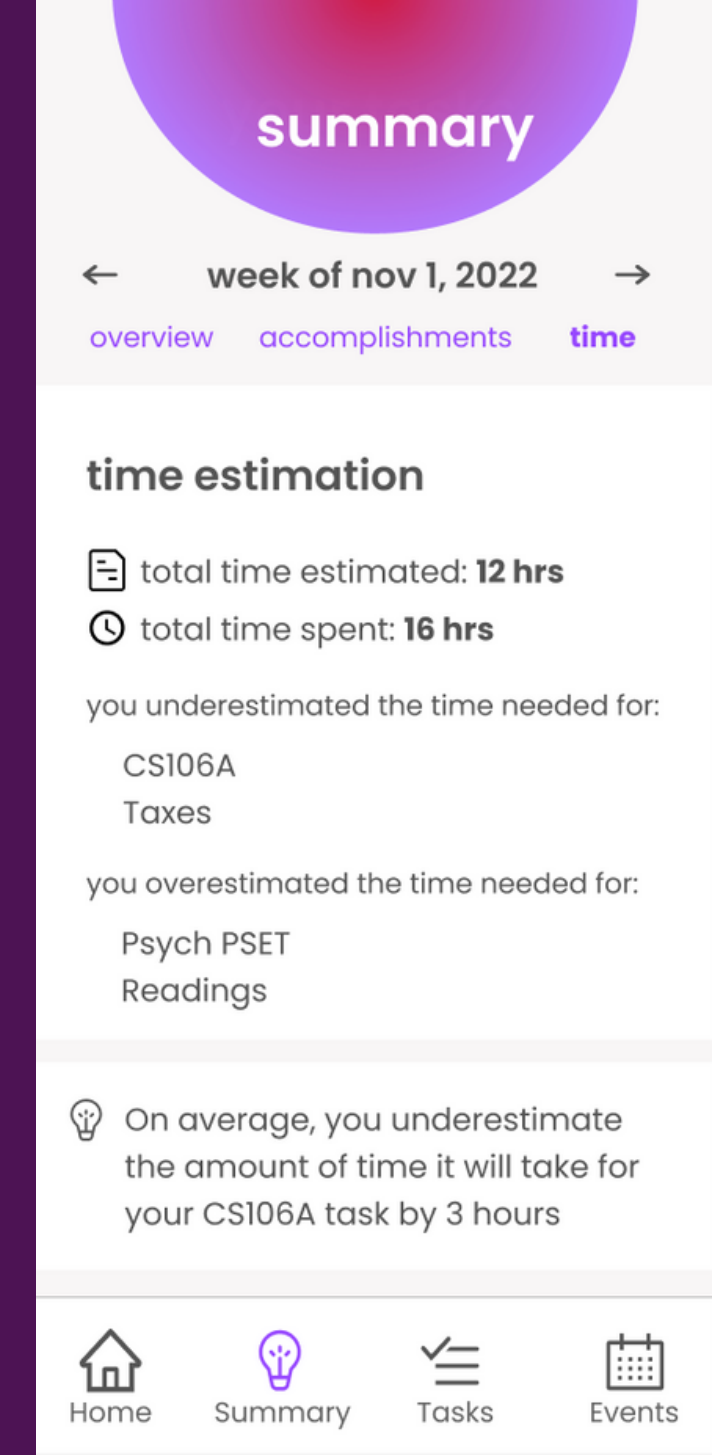 summary
← week of nov 1, 2022 →
overview accomplishments time
time estimation
total time estimated: 12 hrs
total time spent: 16 hrs
you underestimated the time needed for:
CS106A
Taxes
you overestimated the time needed for:
Psych PSET
Readings
On average, you underestimate
the amount of time it will take for
your CS106A task by 3 hours
Home Summary Tasks Events